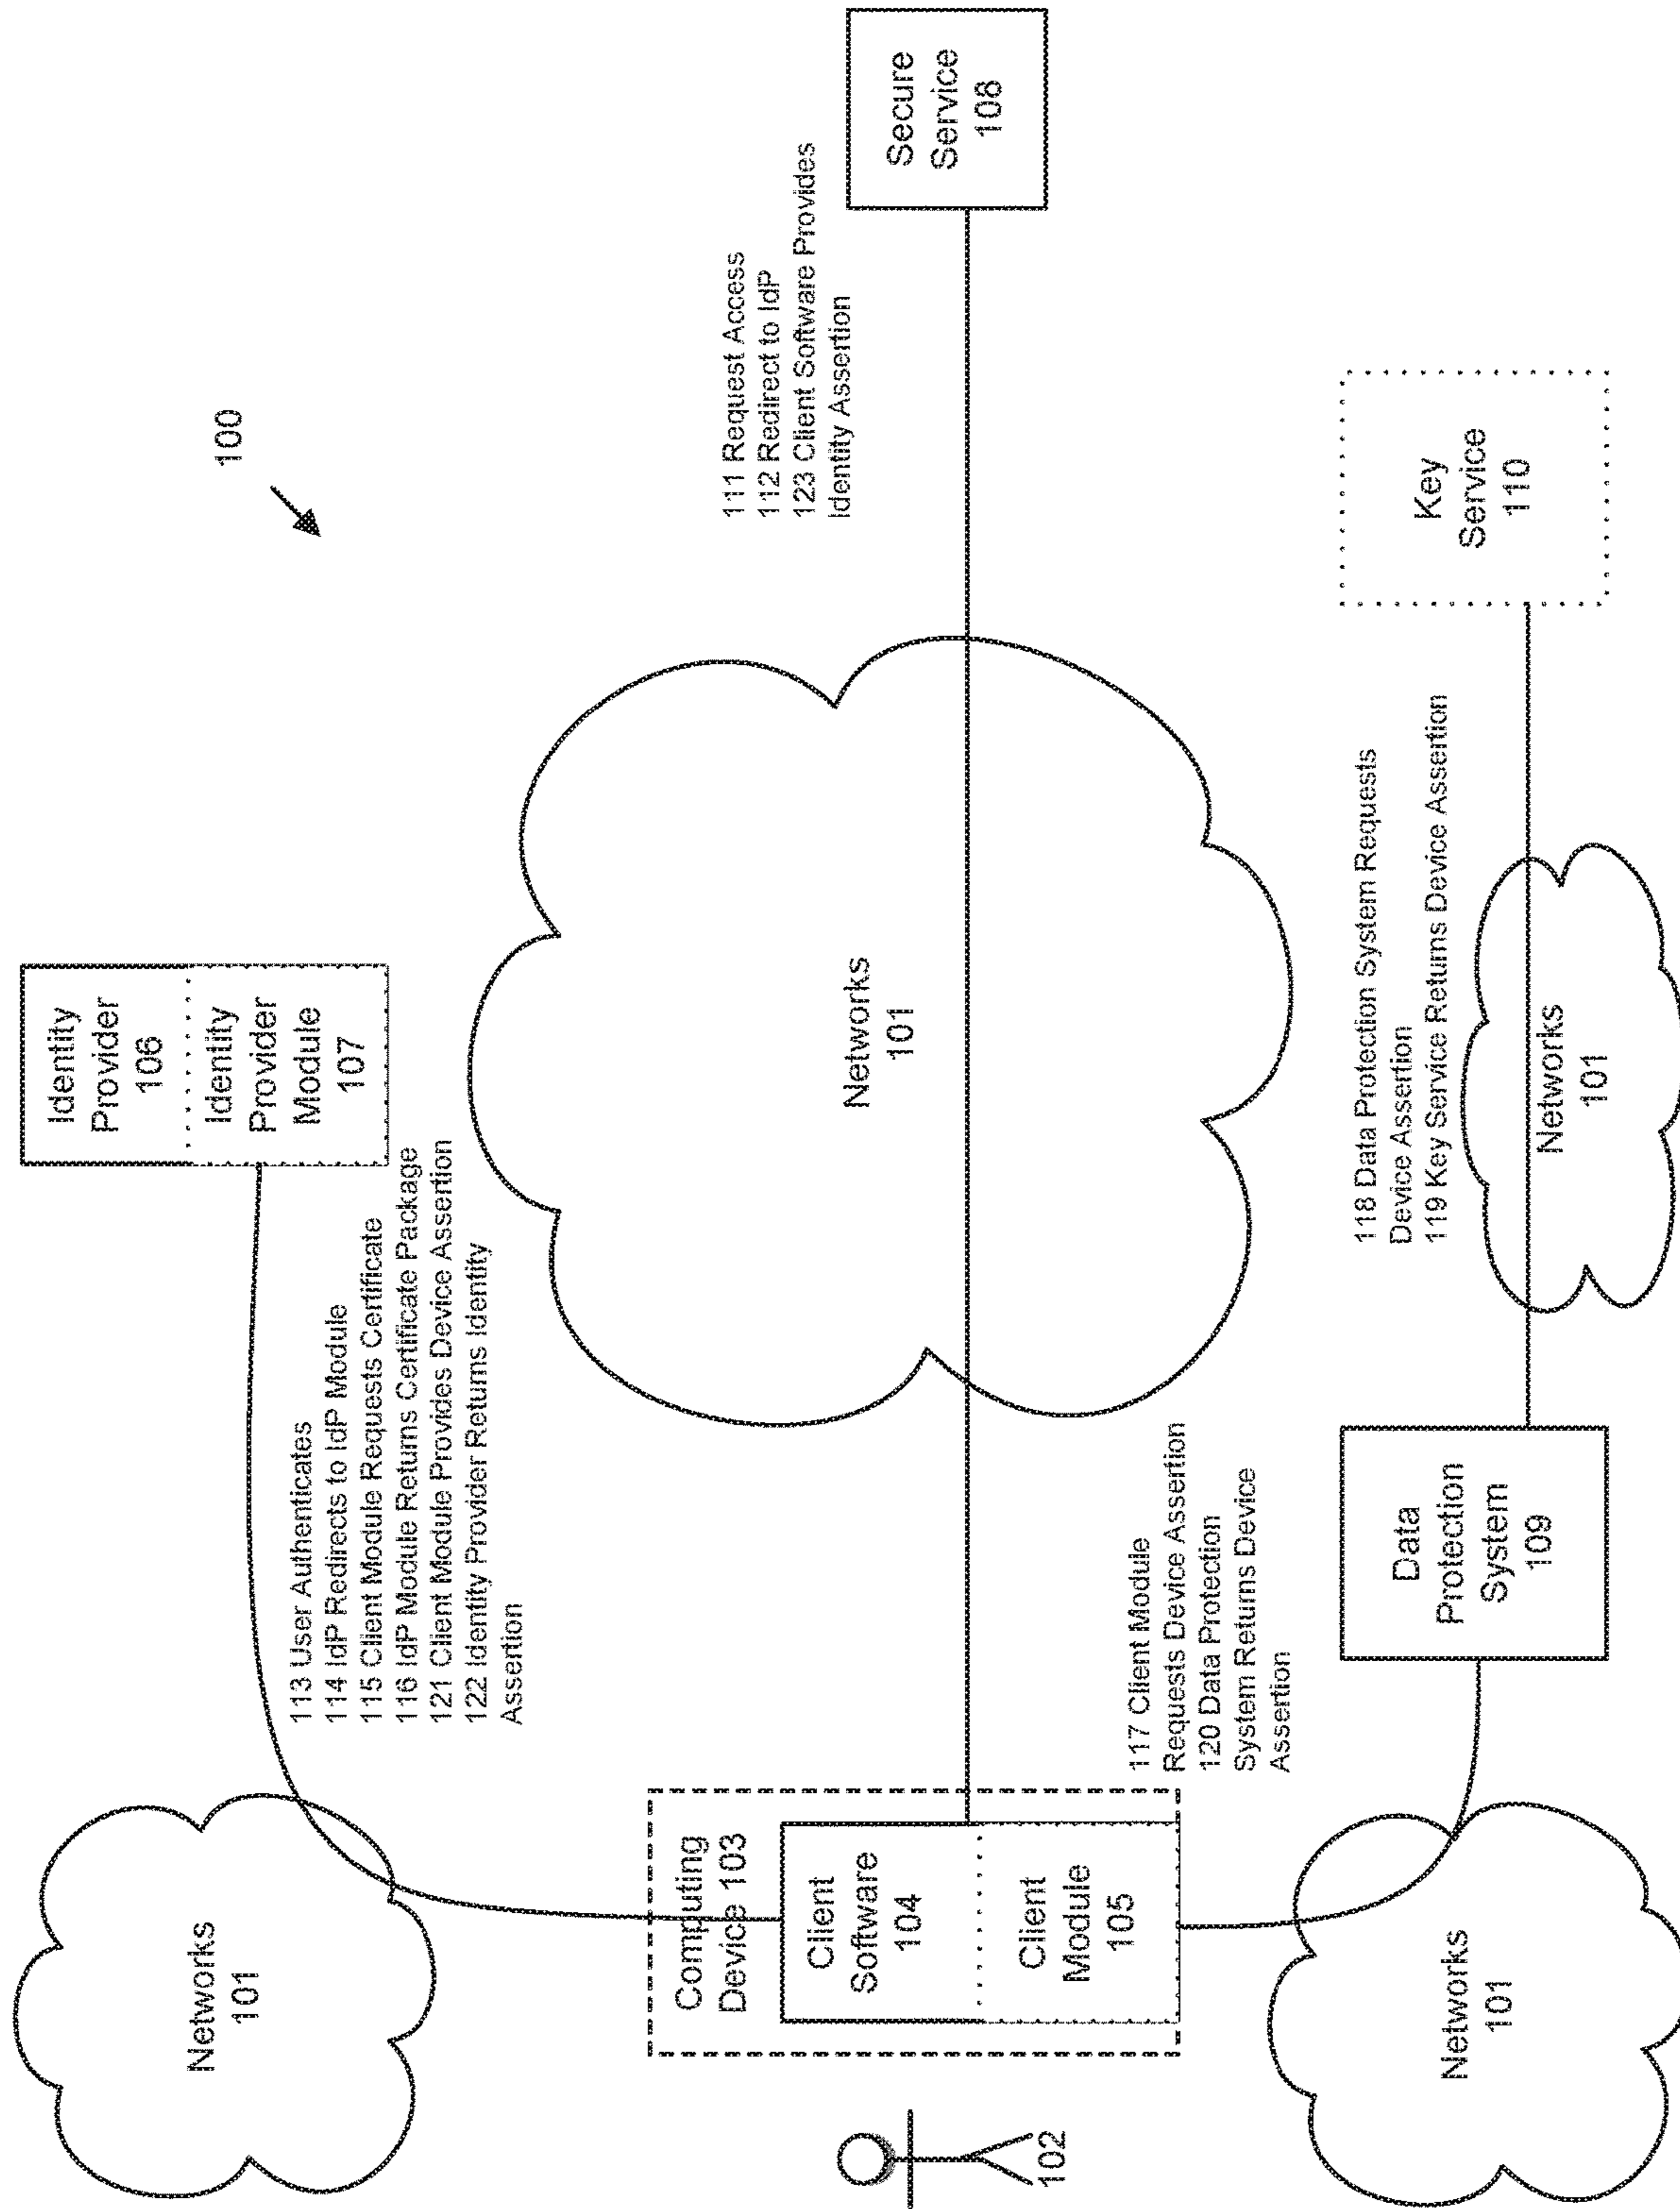 100
Identity
Provider
106
Identity
Provider
Module
107
Networks
101
113 User Authenticates
114 IdP Redirects to IdP Module
115 Client Module Requests Certificate
116 IdP Module Returns Certificate Package
121 Client Module Provides Device Assertion
122 Identity Provider Returns Identity
Assertion
Computing
Device 103
Client
Software
104
Client
Module
105
102
Networks
101
111 Request Access
112 Redirect to IdP
123 Client Software Provides
Identity Assertion
Secure
Service
108
117 Client Module
Requests Device Assertion
120 Data Protection
System Returns Device
Assertion
Networks
101
Data
Protection
System
109
118 Data Protection System Requests
Device Assertion
119 Key Service Returns Device Assertion
Networks
101
Key
Service
110